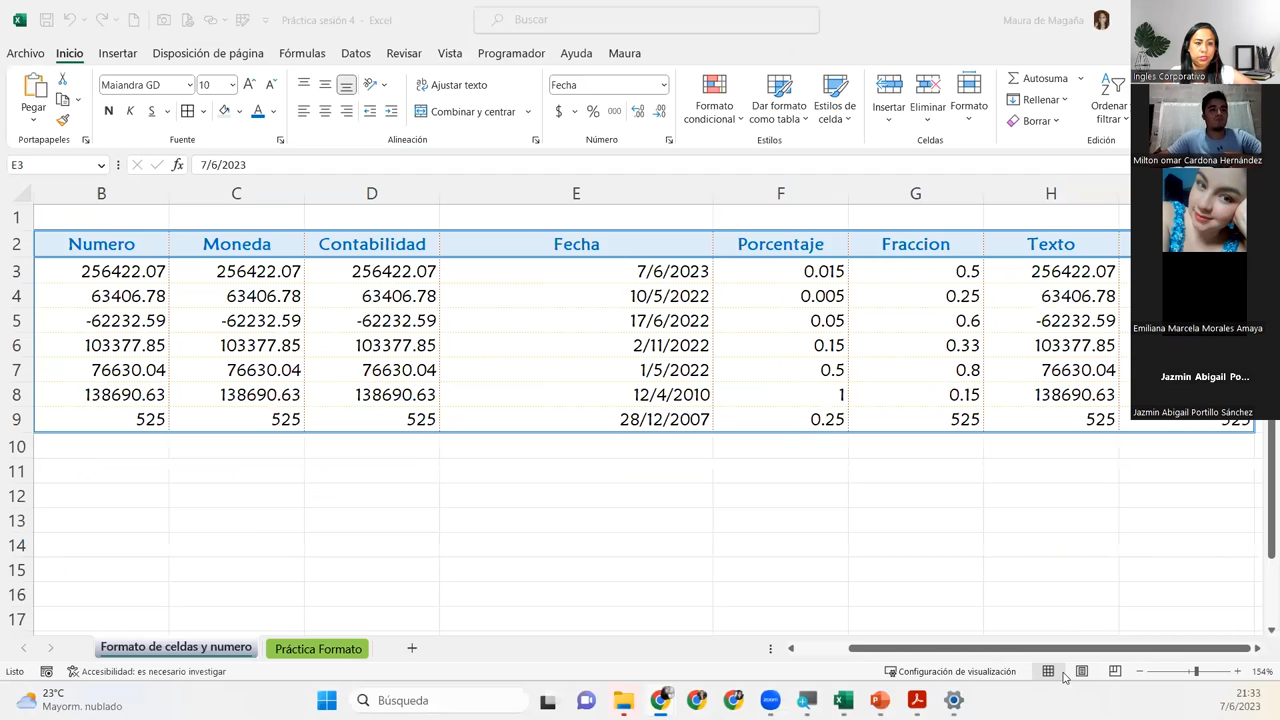 Práctica sesión 4 - Excel
Buscar
Maura de Magaña
Archivo Inicio Insertar Disposición de página Fórmulas Datos Revisar Vista Programador Ayuda Maura
Pegar
Portapapeles
Maiandra GD 10
N K S
Fuente
ab Ajustar texto
Combinar y centrar
Alineación
Fecha
$ % 000
Número
Formato condicional
Dar formato como tabla
Estilos de celda
Estilos
Insertar Eliminar Formato
Celdas
Autosuma
Rellenar
Borrar
Ordenar
filtrar
Edición
E3 fx 7/6/2023
B C D E F G H
1
2 Numero Moneda Contabilidad Fecha Porcentaje Fraccion Texto
3 256422.07 256422.07 256422.07 7/6/2023 0.015 0.5 256422.07
4 63406.78 63406.78 63406.78 10/5/2022 0.005 0.25 63406.78
5 -62232.59 -62232.59 -62232.59 17/6/2022 0.05 0.6 -62232.59
6 103377.85 103377.85 103377.85 2/11/2022 0.15 0.33 103377.85
7 76630.04 76630.04 76630.04 1/5/2022 0.5 0.8 76630.04
8 138690.63 138690.63 138690.63 12/4/2010 1 0.15 138690.63
9 525 525 525 28/12/2007 0.25 525 525
10
11
12
13
14
15
16
17
Ingles Corporativo
Milton omar Cardona Hernández
Emiliana Marcela Morales Amaya
Jazmin Abigail Po...
Jazmin Abigail Portillo Sánchez
Formato de celdas y numero Práctica Formato
Listo Accesibilidad: es necesario investigar Configuración de visualización 154%
23°C
Mayorm. nublado
Búsqueda
21:33
7/6/2023